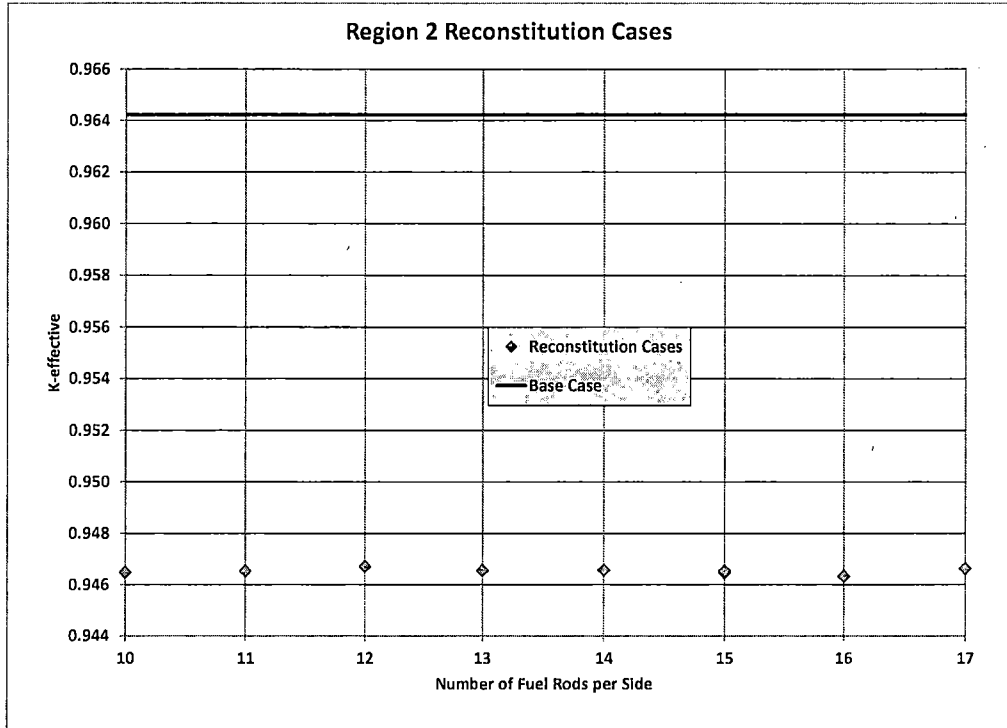 Region 2 Reconstitution Cases
0.966
0.964
0.962
0.960
0.958
0.956
0.954
0.952
0.950
0.948
0.946
0.944
K-effective
Reconstitution Cases
Base Case
10 11 12 13 14 15 16 17
Number of Fuel Rods per Side